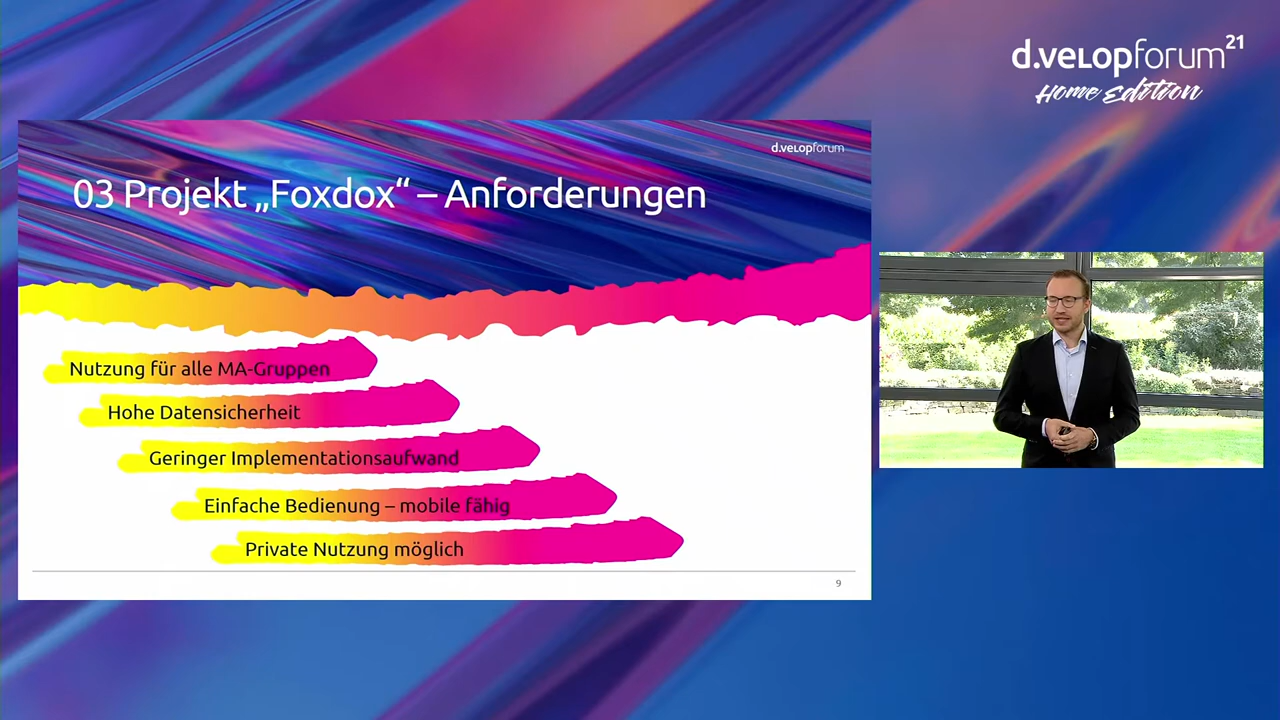 d.velopforum21
Home Edition
d.velopforum
03 Projekt „Foxdox“ – Anforderungen
Nutzung für alle MA-Gruppen
Hohe Datensicherheit
Geringer Implementationsaufwand
Einfache Bedienung – mobile fähig
Private Nutzung möglich
9